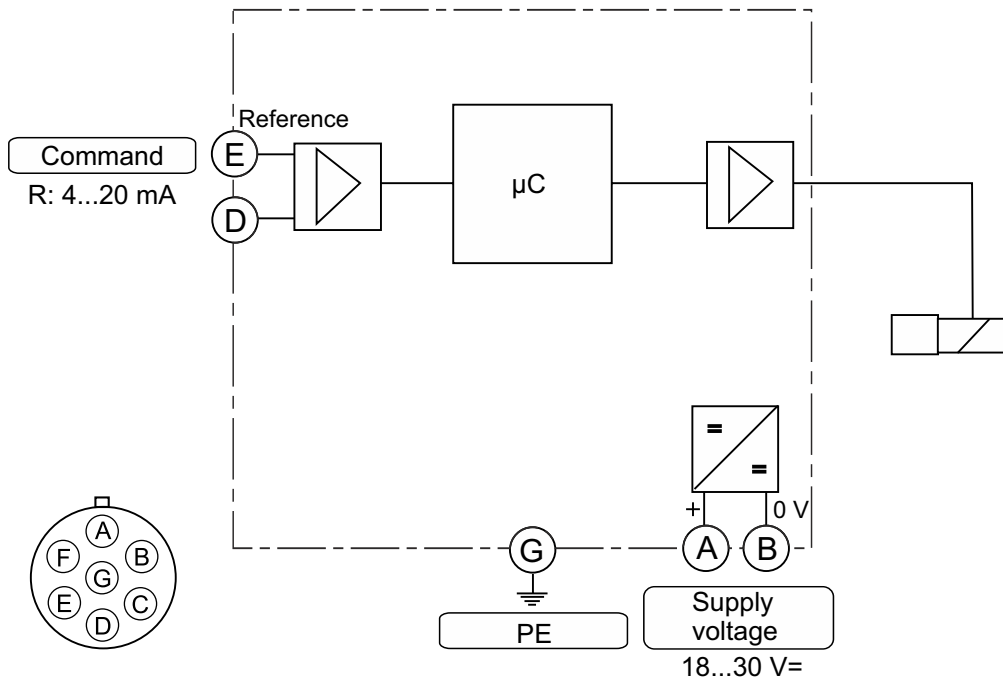 Reference
E
Command
R: 4...20 mA
D
µC
+
0 V
A
B
G
PE
Supply
voltage
18...30 V=
A
F
B
G
E
C
D